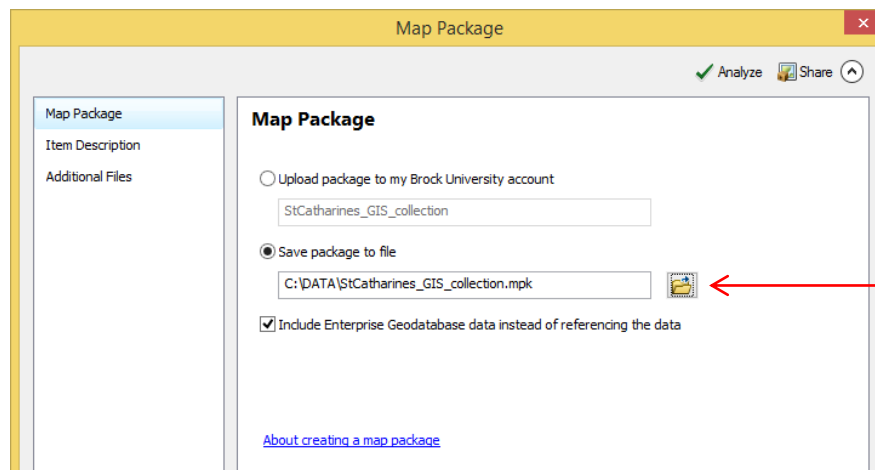 Map Package
Analyze Share
Map Package
Item Description
Additional Files
Map Package
Upload package to my Brock University account
StCatharines_GIS_collection
Save package to file
C:\DATA\StCatharines_GIS_collection.mpk
Include Enterprise Geodatabase data instead of referencing the data
About creating a map package